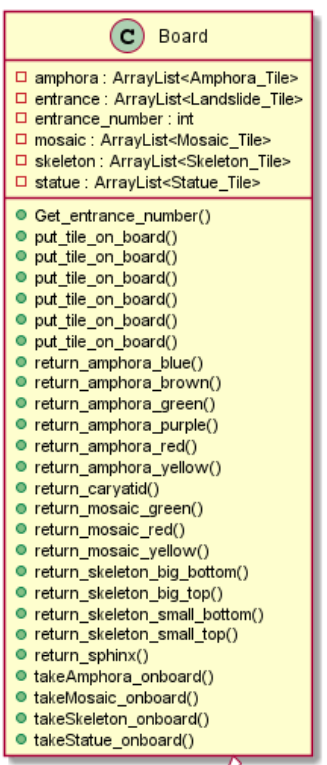 C Board
amphora : ArrayList<Amphora_Tile>
entrance : ArrayList<Landslide_Tile>
entrance_number : int
mosaic : ArrayList<Mosaic_Tile>
skeleton : ArrayList<Skeleton_Tile>
statue : ArrayList<Statue_Tile>
Get_entrance_number()
put_tile_on_board()
put_tile_on_board()
put_tile_on_board()
put_tile_on_board()
put_tile_on_board()
put_tile_on_board()
return_amphora_blue()
return_amphora_brown()
return_amphora_green()
return_amphora_purple()
return_amphora_red()
return_amphora_yellow()
return_caryatid()
return_mosaic_green()
return_mosaic_red()
return_mosaic_yellow()
return_skeleton_big_bottom()
return_skeleton_big_top()
return_skeleton_small_bottom()
return_skeleton_small_top()
return_sphinx()
takeAmphora_onboard()
takeMosaic_onboard()
takeSkeleton_onboard()
takeStatue_onboard()